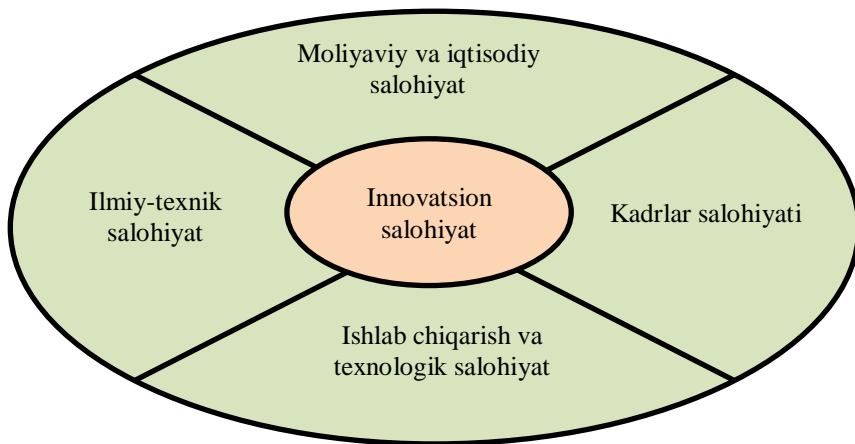 Moliyaviy va iqtisodiy
salohiyat
Ilmiy-texnik
salohiyat
Innovatsion
salohiyat
Kadrlar salohiyati
Ishlab chiqarish va
texnologik salohiyat